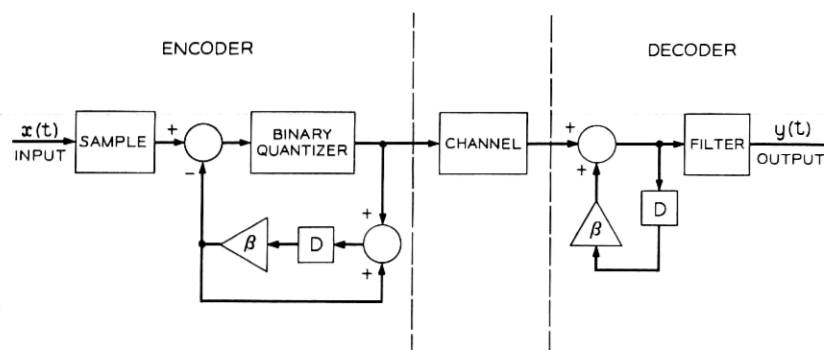 ENCODER
DECODER
x(t)
INPUT
SAMPLE
+
−
BINARY
QUANTIZER
CHANNEL
+
+
FILTER
y(t)
OUTPUT
β
D
+
+
β
D